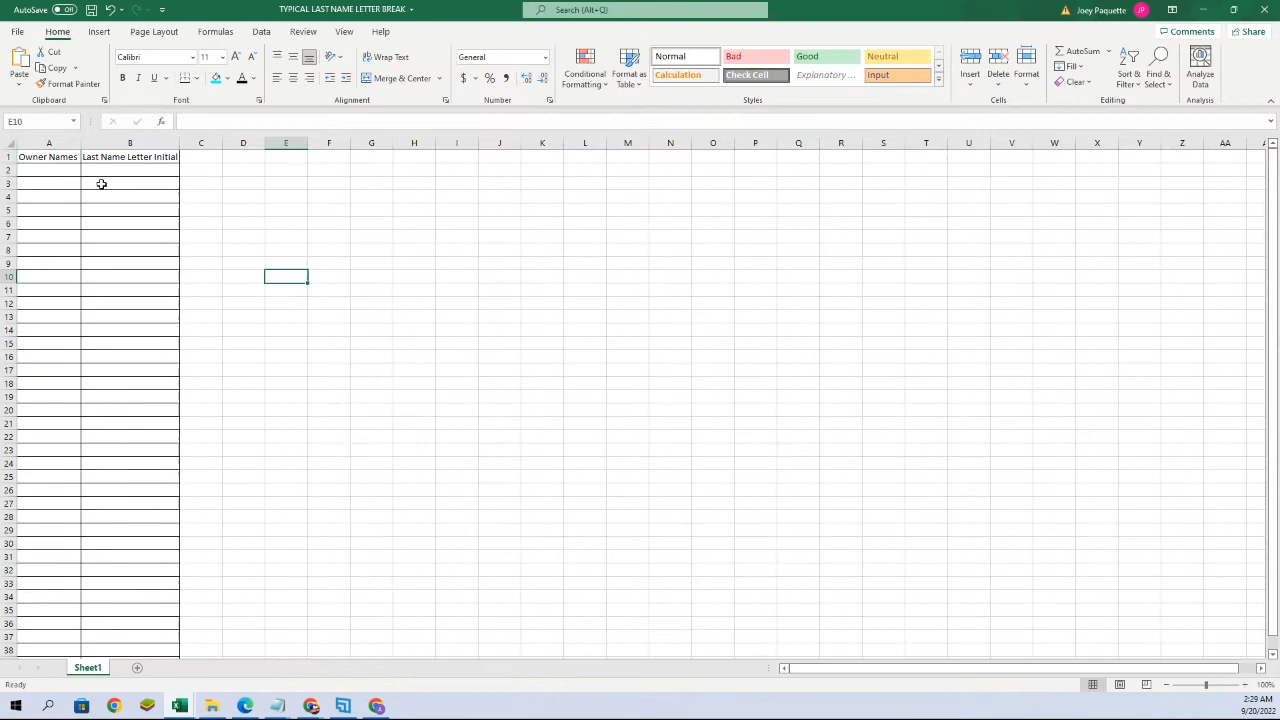 AutoSave Off TYPICAL LAST NAME LETTER BREAK Search (Alt+Q) Joey Paquette JP
File Home Insert Page Layout Formulas Data Review View Help Comments Share
Paste Cut Copy Format Painter Clipboard
Calibri 11 B I U Font
Wrap Text Merge & Center Alignment
General $ % , Number
Conditional Formatting Format as Table
Normal Bad Good Neutral
Calculation Check Cell Explanatory ... Input
Styles
Insert Delete Format Cells
AutoSum Fill Clear Sort & Filter Find & Select Editing
Analyze Data Analysis
E10 fx
A B C D E F G H I J K L M N O P Q R S T U V W X Y Z AA
1 Owner Names Last Name Letter Initial
2
3
4
5
6
7
8
9
10
11
12
13
14
15
16
17
18
19
20
21
22
23
24
25
26
27
28
29
30
31
32
33
34
35
36
37
38
Sheet1
Ready 100%
2:29 AM
9/20/2022